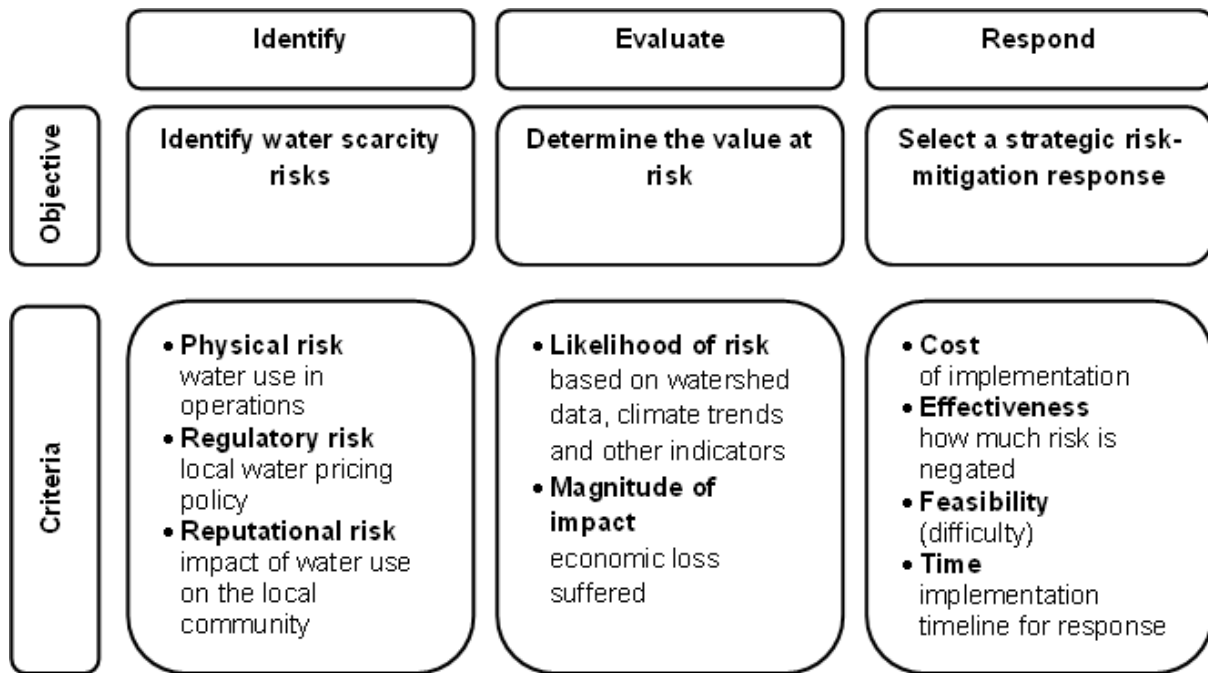 Identify
Evaluate
Respond
Objective
Identify water scarcity
risks
Determine the value at
risk
Select a strategic risk-
mitigation response
Criteria
• Physical risk
water use in
operations
• Regulatory risk
local water pricing
policy
• Reputational risk
impact of water use
on the local
community
• Likelihood of risk
based on watershed
data, climate trends
and other indicators
• Magnitude of
impact
economic loss
suffered
• Cost
of implementation
• Effectiveness
how much risk is
negated
• Feasibility
(difficulty)
• Time
implementation
timeline for response